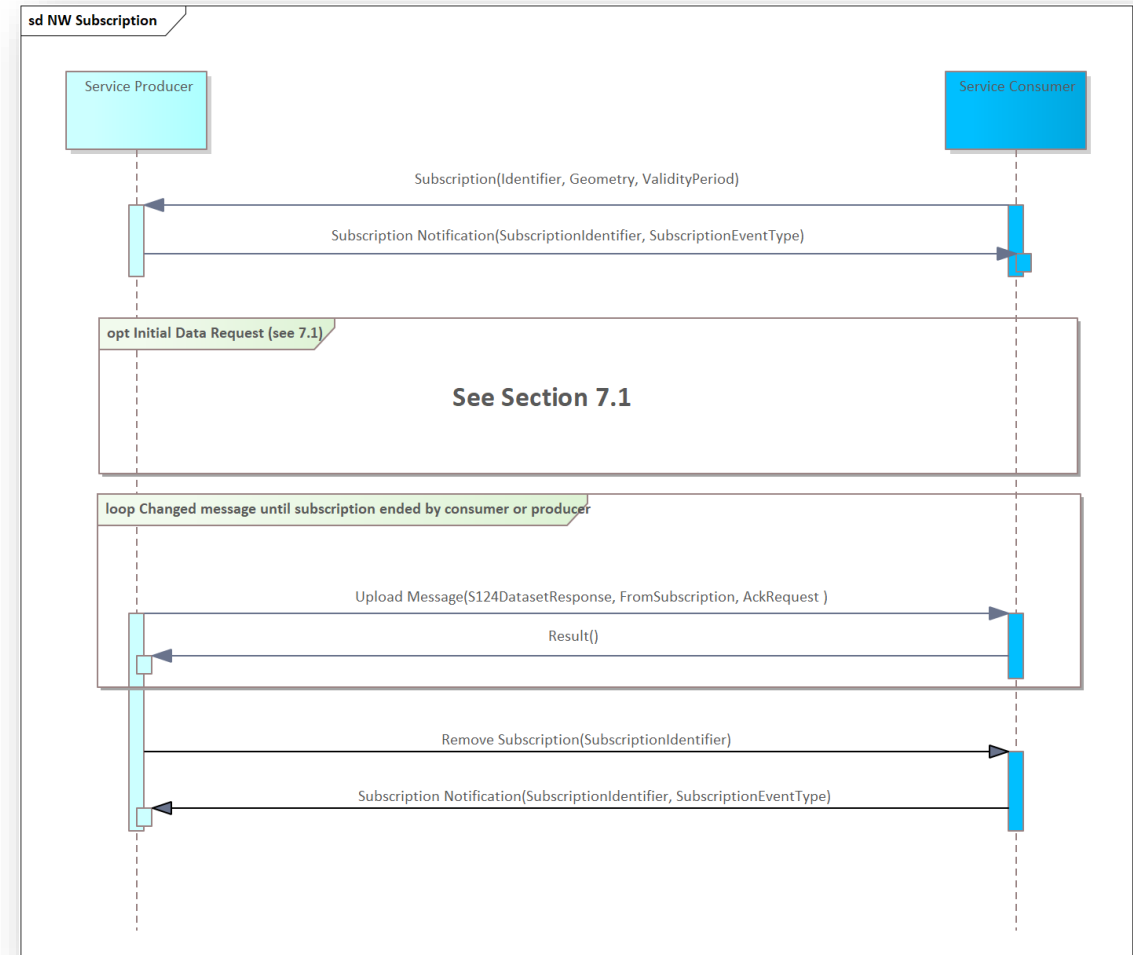 sd NW Subscription
Service Producer
Service Consumer
Subscription(Identifier, Geometry, ValidityPeriod)
Subscription Notification(SubscriptionIdentifier, SubscriptionEventType)
opt Initial Data Request (see 7.1)
See Section 7.1
loop Changed message until subscription ended by consumer or producer
Upload Message(S124DatasetResponse, FromSubscription, AckRequest )
Result()
Remove Subscription(SubscriptionIdentifier)
Subscription Notification(SubscriptionIdentifier, SubscriptionEventType)